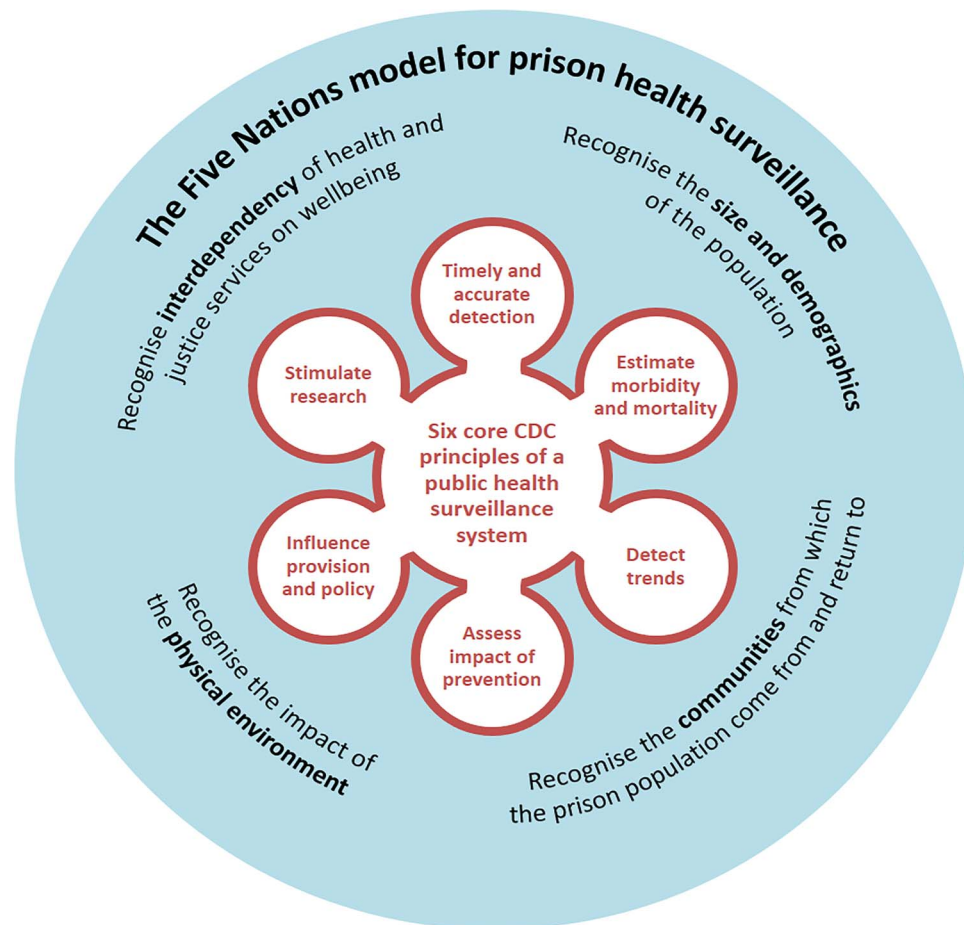 The Five Nations model for prison health surveillance
Recognise interdependency of health and
justice services on wellbeing
Recognise the size and demographics
of the population
Timely and
accurate
detection
Stimulate
research
Estimate
morbidity
and mortality
Six core CDC
principles of a
public health
surveillance
system
Influence
provision
and policy
Detect
trends
Assess
impact of
prevention
Recognise the impact of
the physical environment
Recognise the communities from which
the prison population come from and return to